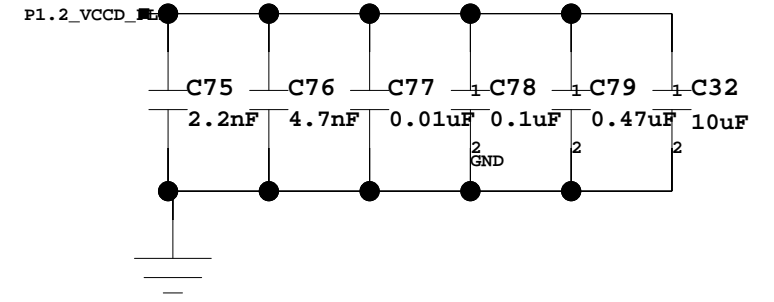 P1.2_VCCD_PL
C75 C76 C77 1 C78 1 C79 1 C32
2.2nF 4.7nF 0.01uF 0.1uF 0.47uF 10uF
2 2 2
GND